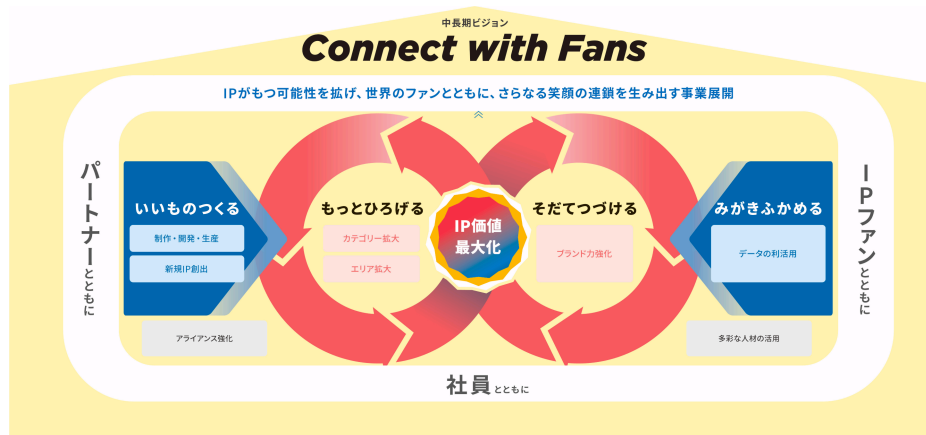 中長期ビジョン
Connect with Fans
IPがもつ可能性を拡げ、世界のファンとともに、さらなる笑顔の連鎖を生み出す事業展開
パートナーとともに
いいものつくる
制作・開発・生産
新規IP創出
アライアンス強化
もっとひろげる
カテゴリー拡大
エリア拡大
IP価値
最大化
そだてつづける
ブランド力強化
みがきふかめる
データの利活用
多彩な人材の活用
IPファンとともに
社員とともに